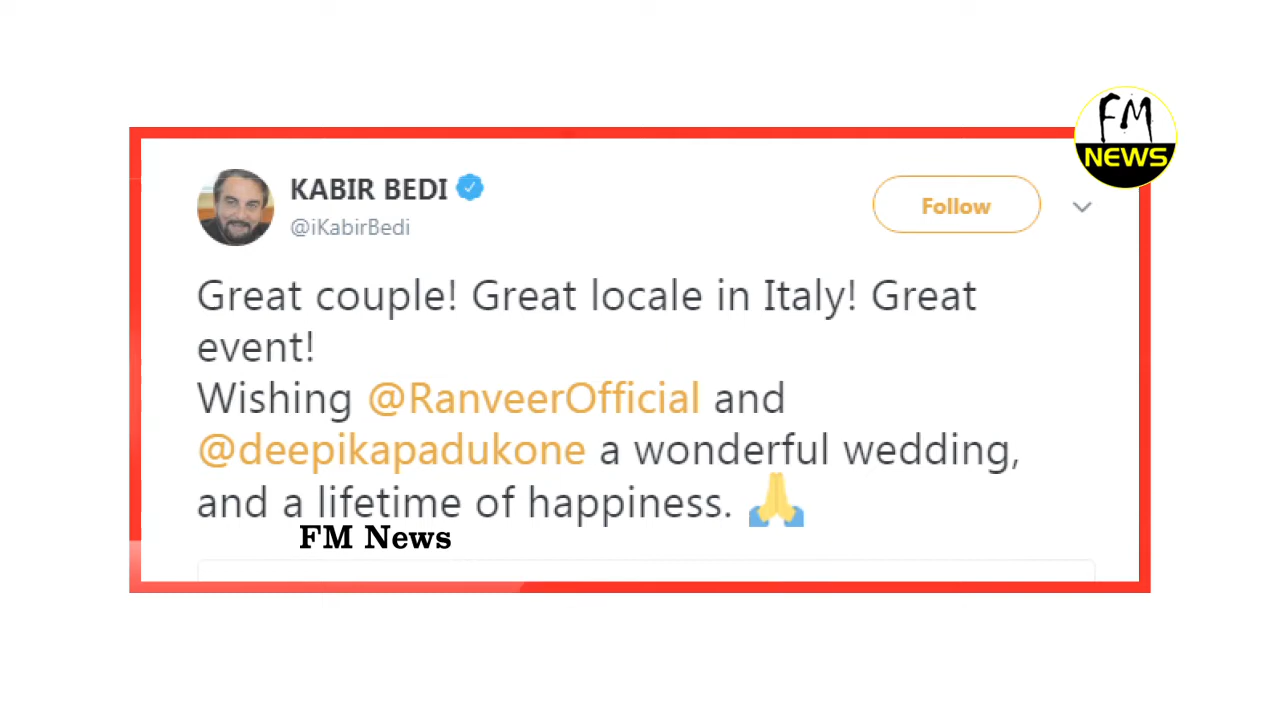 FM
NEWS
KABIR BEDI
@iKabirBedi
Follow
Great couple! Great locale in Italy! Great
event!
Wishing @RanveerOfficial and
@deepikapadukone a wonderful wedding,
and a lifetime of happiness. 🙏
FM News